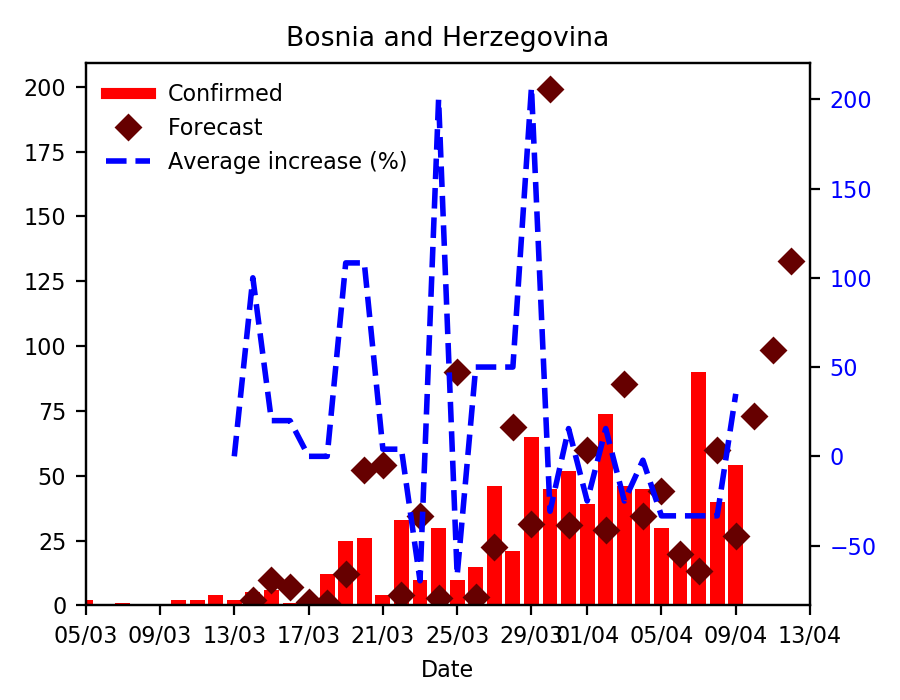 Bosnia and Herzegovina
Confirmed
Forecast
Average increase (%)
200
175
150
125
100
75
50
25
0
200
150
100
50
0
−50
05/03 09/03 13/03 17/03 21/03 25/03 29/03 01/04 05/04 09/04 13/04
Date